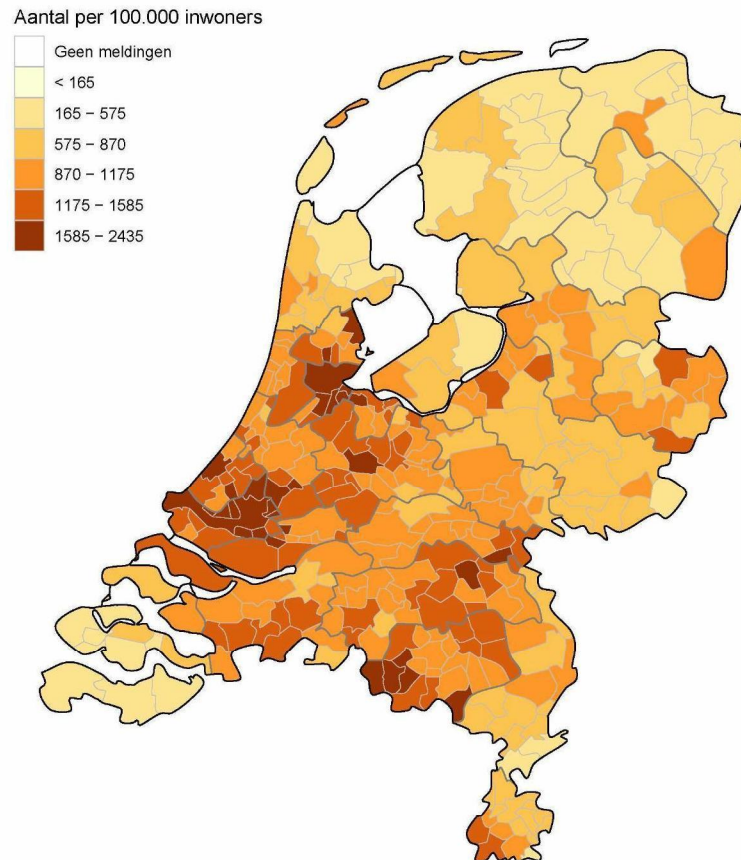 Aantal per 100.000 inwoners
Geen meldingen
< 165
165 – 575
575 – 870
870 – 1175
1175 – 1585
1585 – 2435